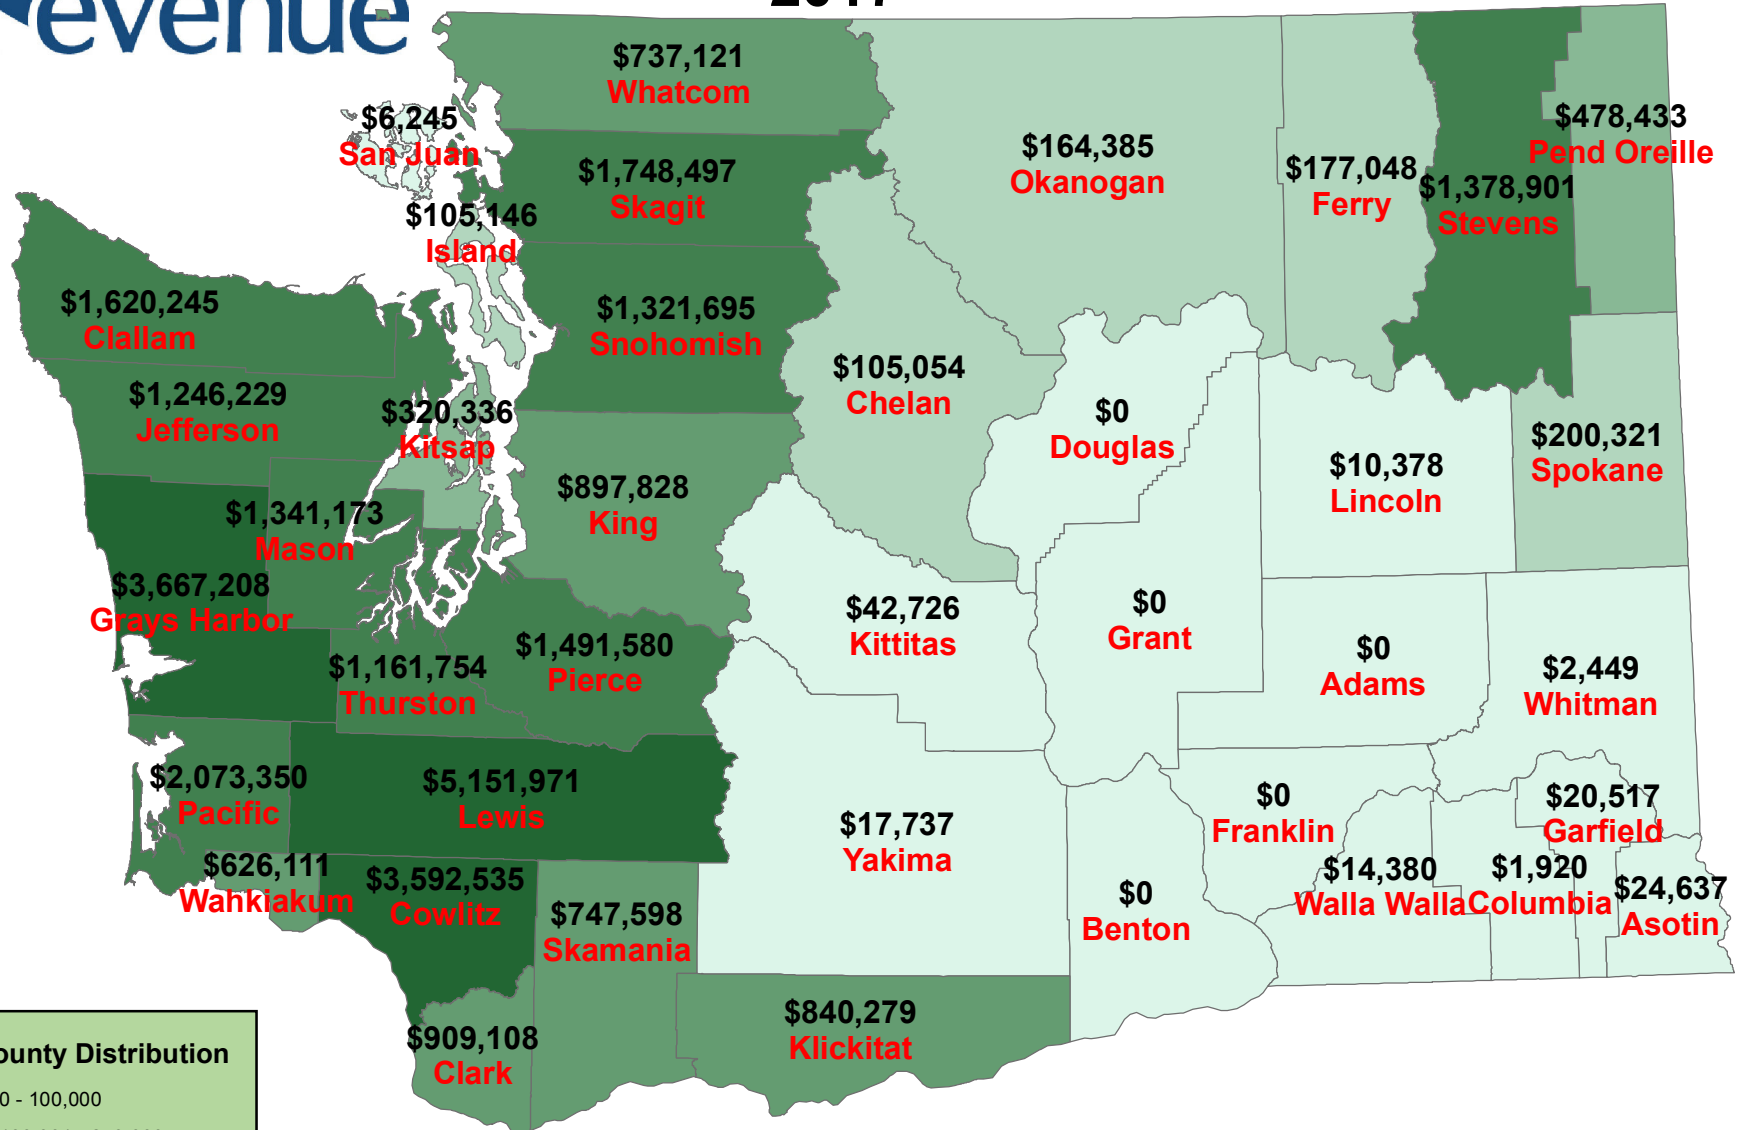 evenue
2017
$737,121
Whatcom
$6,245
San Juan
$1,748,497
Skagit
$105,146
Island
$164,385
Okanogan
$177,048
Ferry
$1,378,901
Stevens
$478,433
Pend Oreille
$1,620,245
Clallam
$1,321,695
Snohomish
$1,246,229
Jefferson
$320,336
Kitsap
$105,054
Chelan
$0
Douglas
$10,378
Lincoln
$200,321
Spokane
$897,828
King
$1,341,173
Mason
$3,667,208
Grays Harbor
$42,726
Kittitas
$0
Grant
$0
Adams
$2,449
Whitman
$1,161,754
Thurston
$1,491,580
Pierce
$2,073,350
Pacific
$5,151,971
Lewis
$17,737
Yakima
$0
Benton
$0
Franklin
$20,517
Garfield
$14,380
Walla Walla
$1,920
Columbia
$24,637
Asotin
$626,111
Wahkiakum
$3,592,535
Cowlitz
$747,598
Skamania
$909,108
Clark
$840,279
Klickitat
ounty Distribution
0 - 100,000